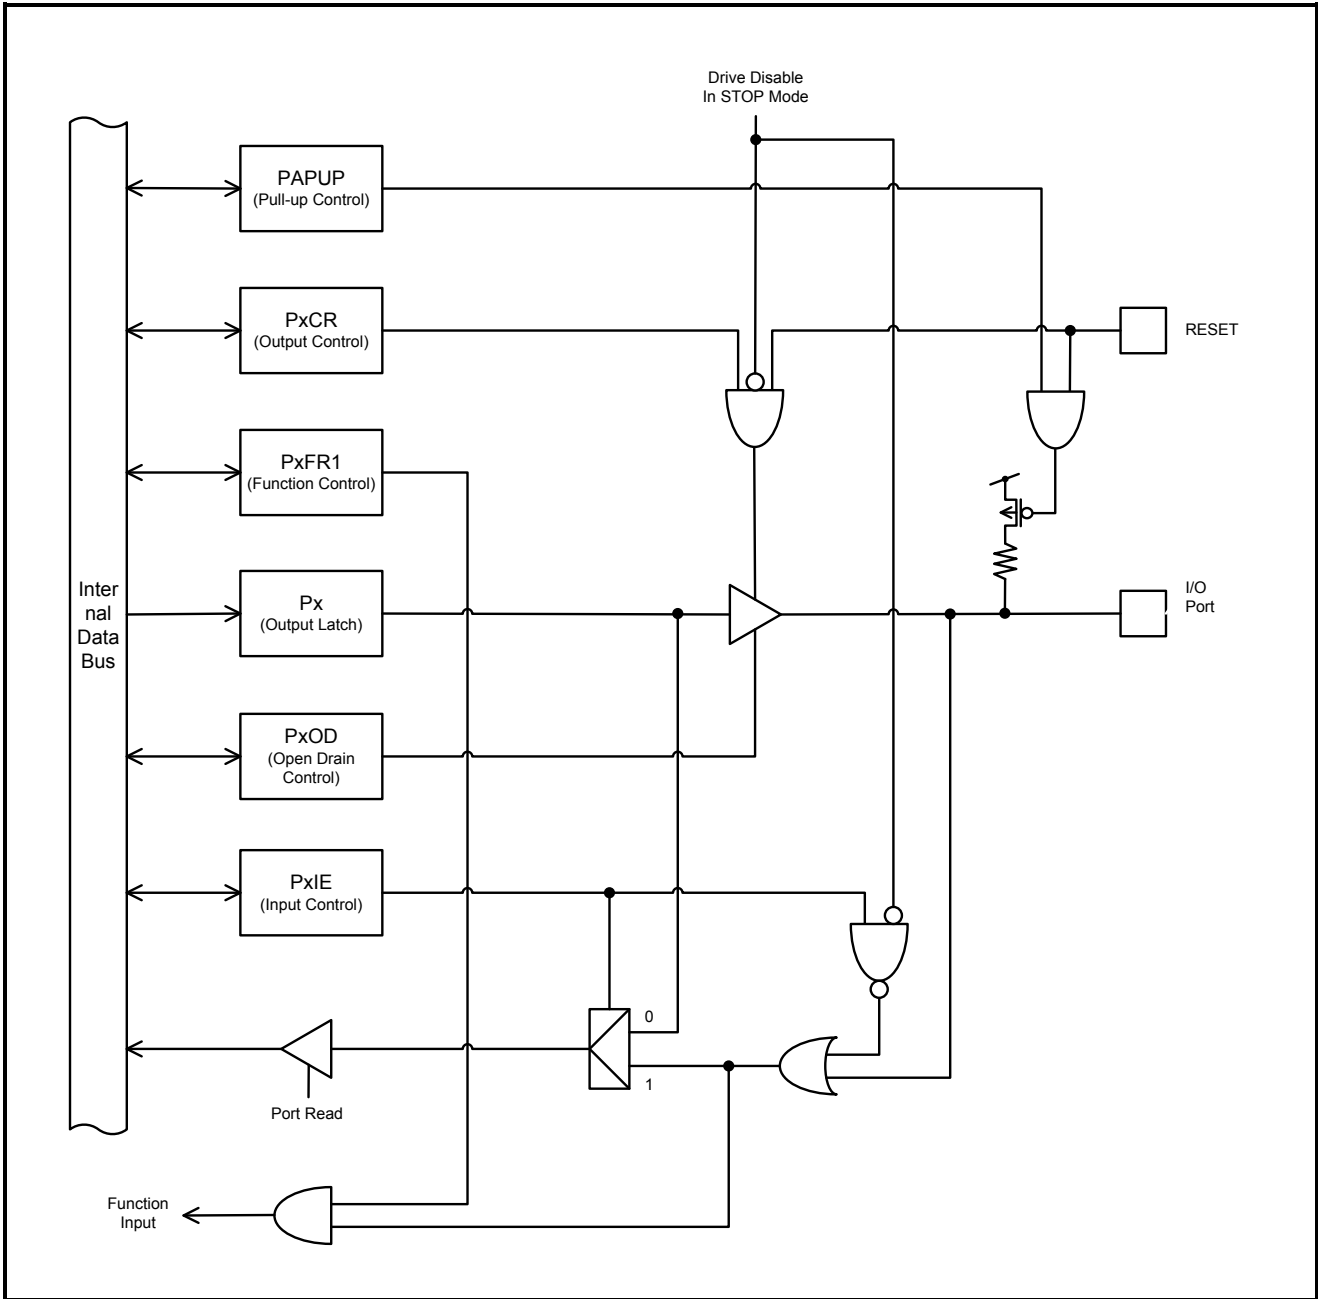 Drive Disable
In STOP Mode
PAPUP
(Pull-up Control)
PxCR
(Output Control)
RESET
PxFR1
(Function Control)
Inter
nal
Data
Bus
Px
(Output Latch)
I/O
Port
PxOD
(Open Drain
Control)
PxIE
(Input Control)
0
1
Port Read
Function
Input